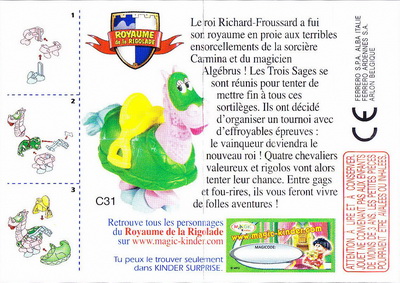 1
2
3
ROYAUME
de la RIGOLADE
Le roi Richard-Froussard a fui
son royaume en proie aux terribles
ensorcellements de la sorcière
Carmina et du magicien
Algébrus ! Les Trois Sages se
sont réunis pour tenter de
mettre fin à tous ces
sortilèges. Ils ont décidé
d'organiser un tournoi avec
d'effroyables épreuves :
le vainqueur deviendra le
nouveau roi ! Quatre chevaliers
valeureux et rigolos vont alors
tenter leur chance. Entre gags
et fou-rires, ils vous feront vivre
de folles aventures !
C31
Retrouve tous les personnages
du Royaume de la Rigolade
sur www.magic-kinder.com
Tu peux le trouver seulement
dans KINDER SURPRISE.
www.magic-kinder.com
MAGICODE:
FERRERO S.P.A. ALBA ITALIE
FERRERO ARDENNES S.A.
ARLON BELGIQUE
CE
ATTENTION, A LIRE ET A CONSERVER:
JOUET NE CONVENANT PAS AUX ENFANTS
DE MOINS DE 3 ANS. LES PETITES PIECES
POURRAIENT ETRE AVALEES OU INHALEES.